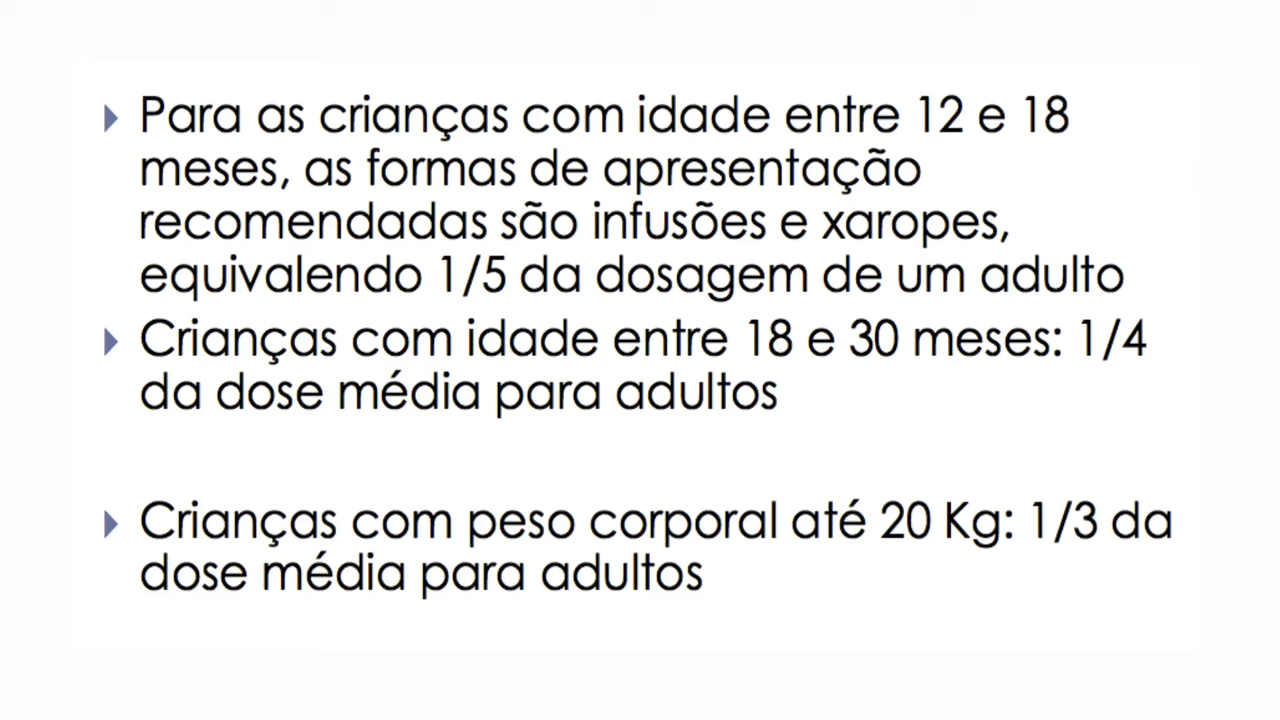 Para as crianças com idade entre 12 e 18
meses, as formas de apresentação
recomendadas são infusões e xaropes,
equivalendo 1/5 da dosagem de um adulto
Crianças com idade entre 18 e 30 meses: 1/4
da dose média para adultos
Crianças com peso corporal até 20 Kg: 1/3 da
dose média para adultos